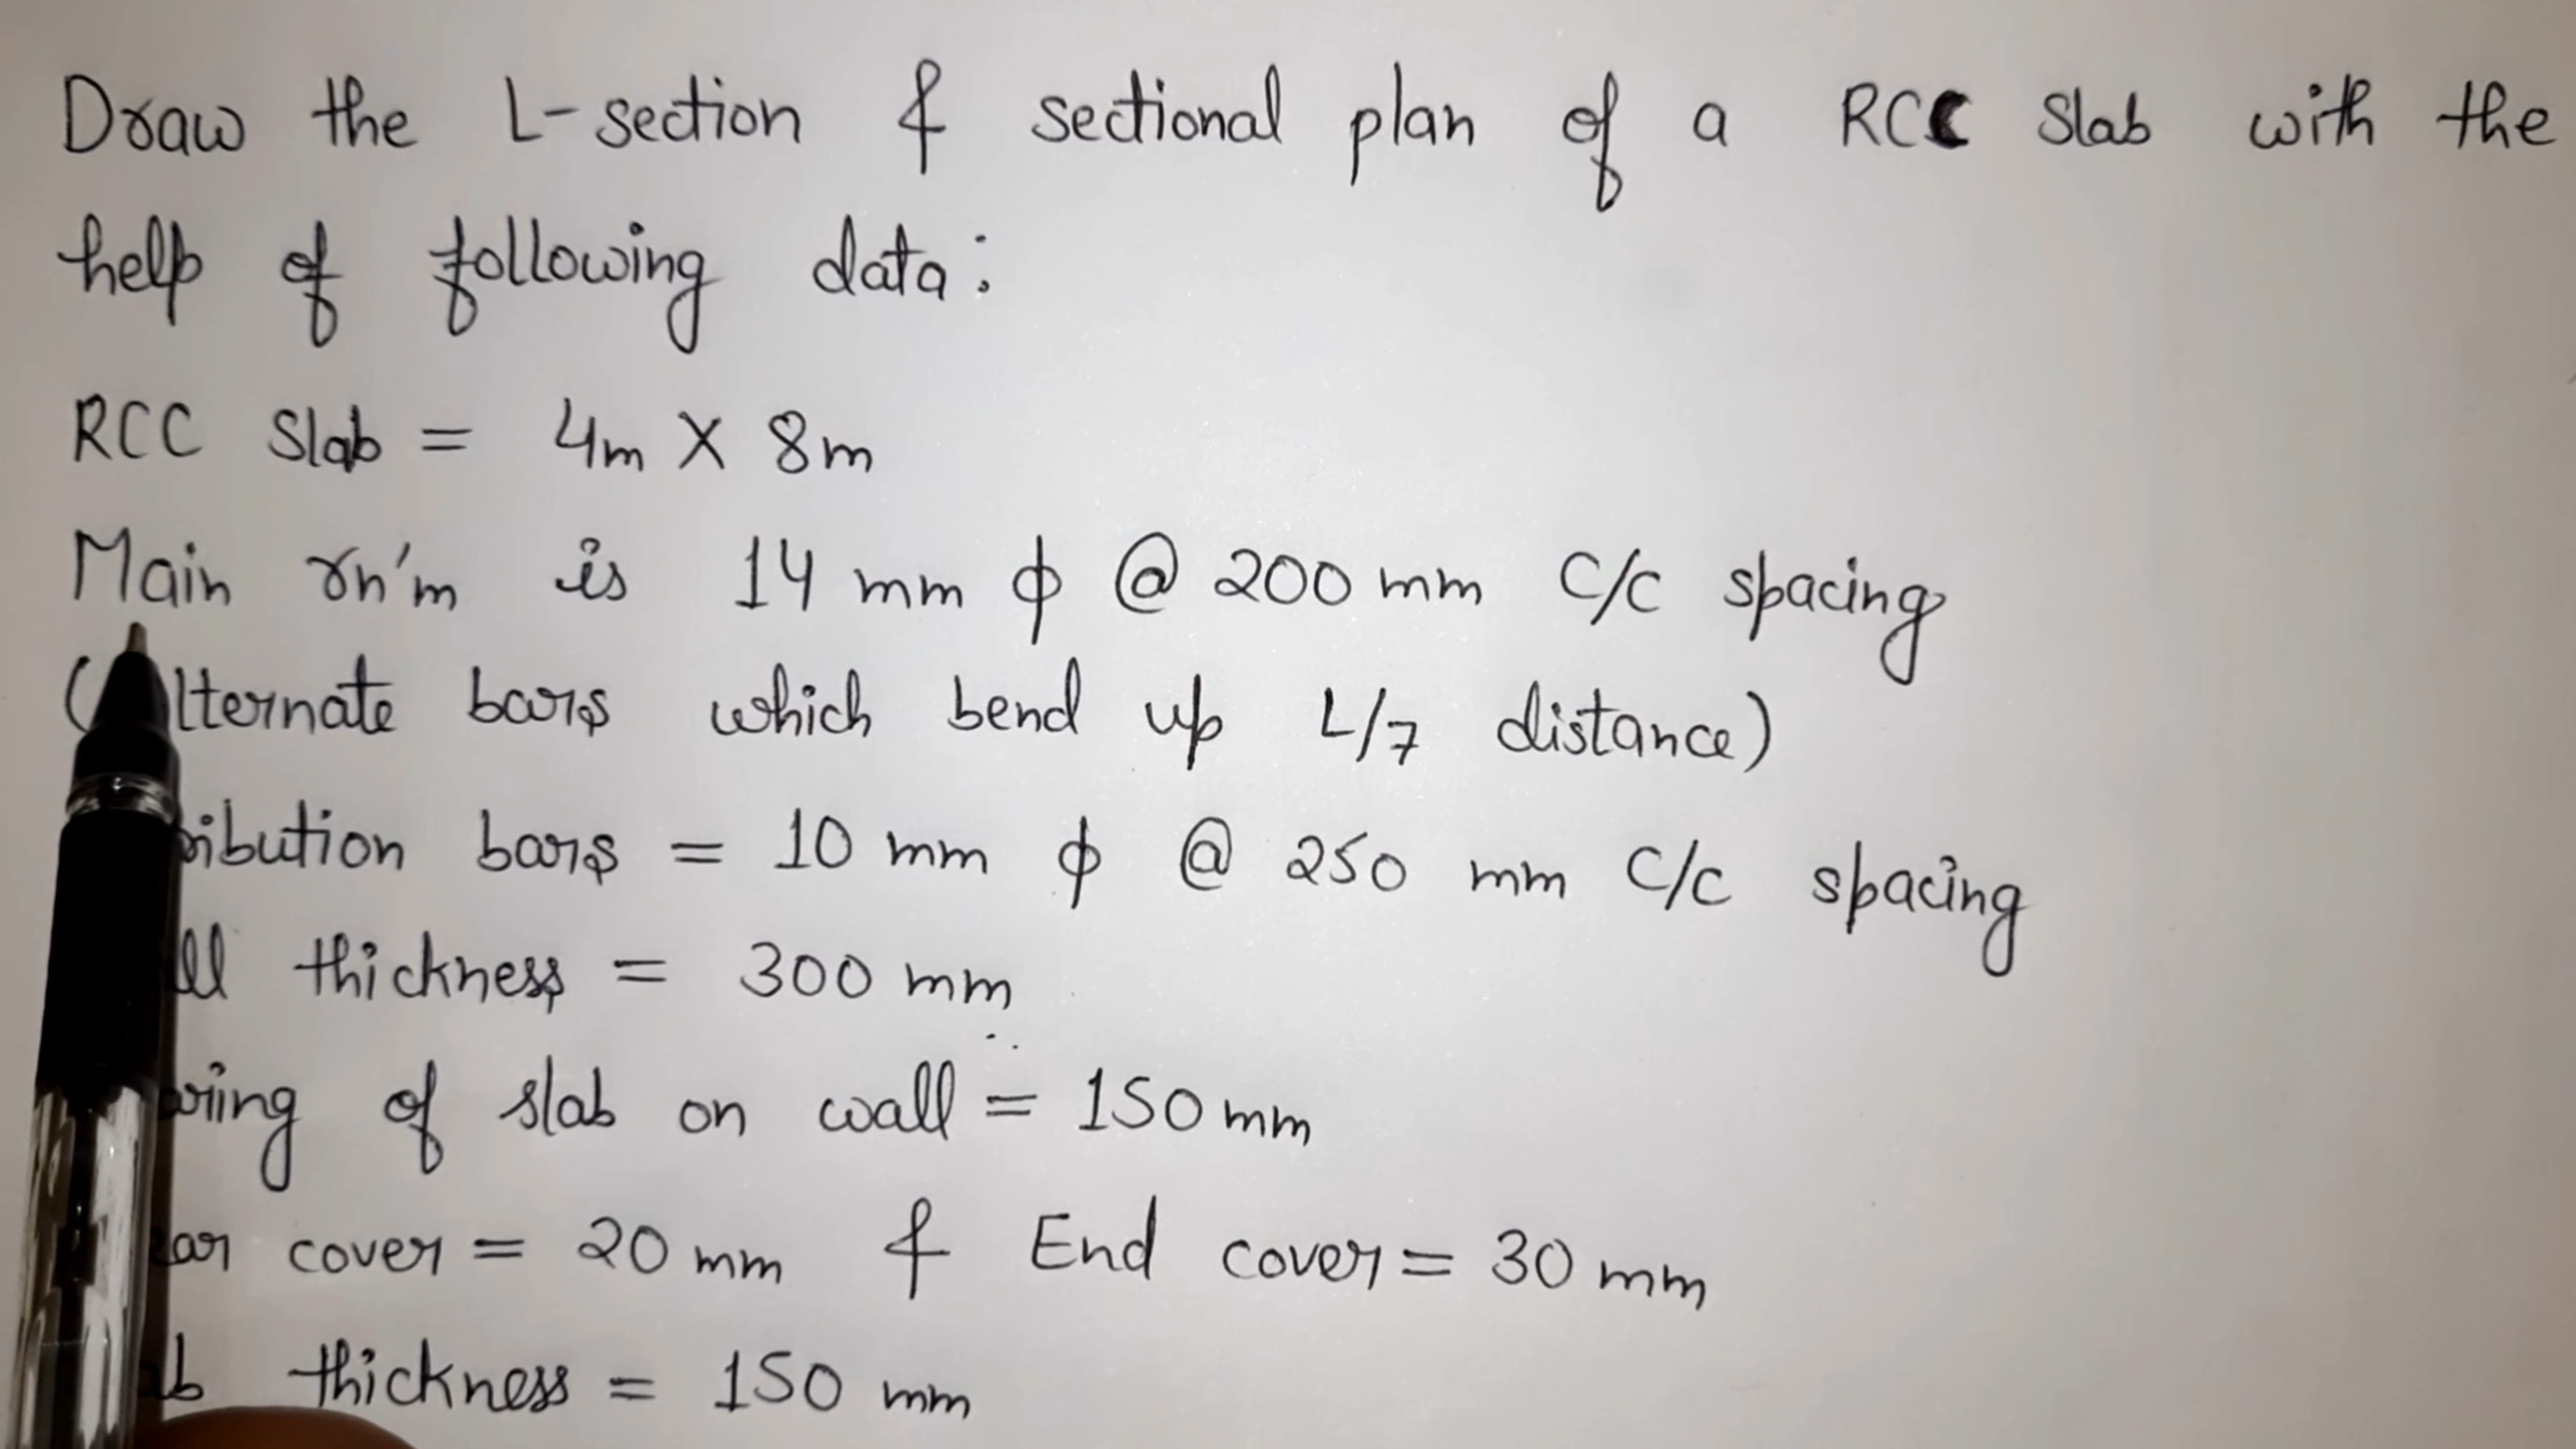 Draw the L-section & sectional plan of a RCC Slab with the
help of following data:
RCC Slab = 4m X 8m
Main rn'm is 14 mm ϕ @ 200 mm C/C spacing
(lternate bars which bend up L/7 distance)
ibution bars = 10 mm ϕ @ 250 mm C/C spacing
ll thickness = 300 mm
ring of slab on wall = 150 mm
ear cover = 20 mm & End cover = 30 mm
ab thickness = 150 mm